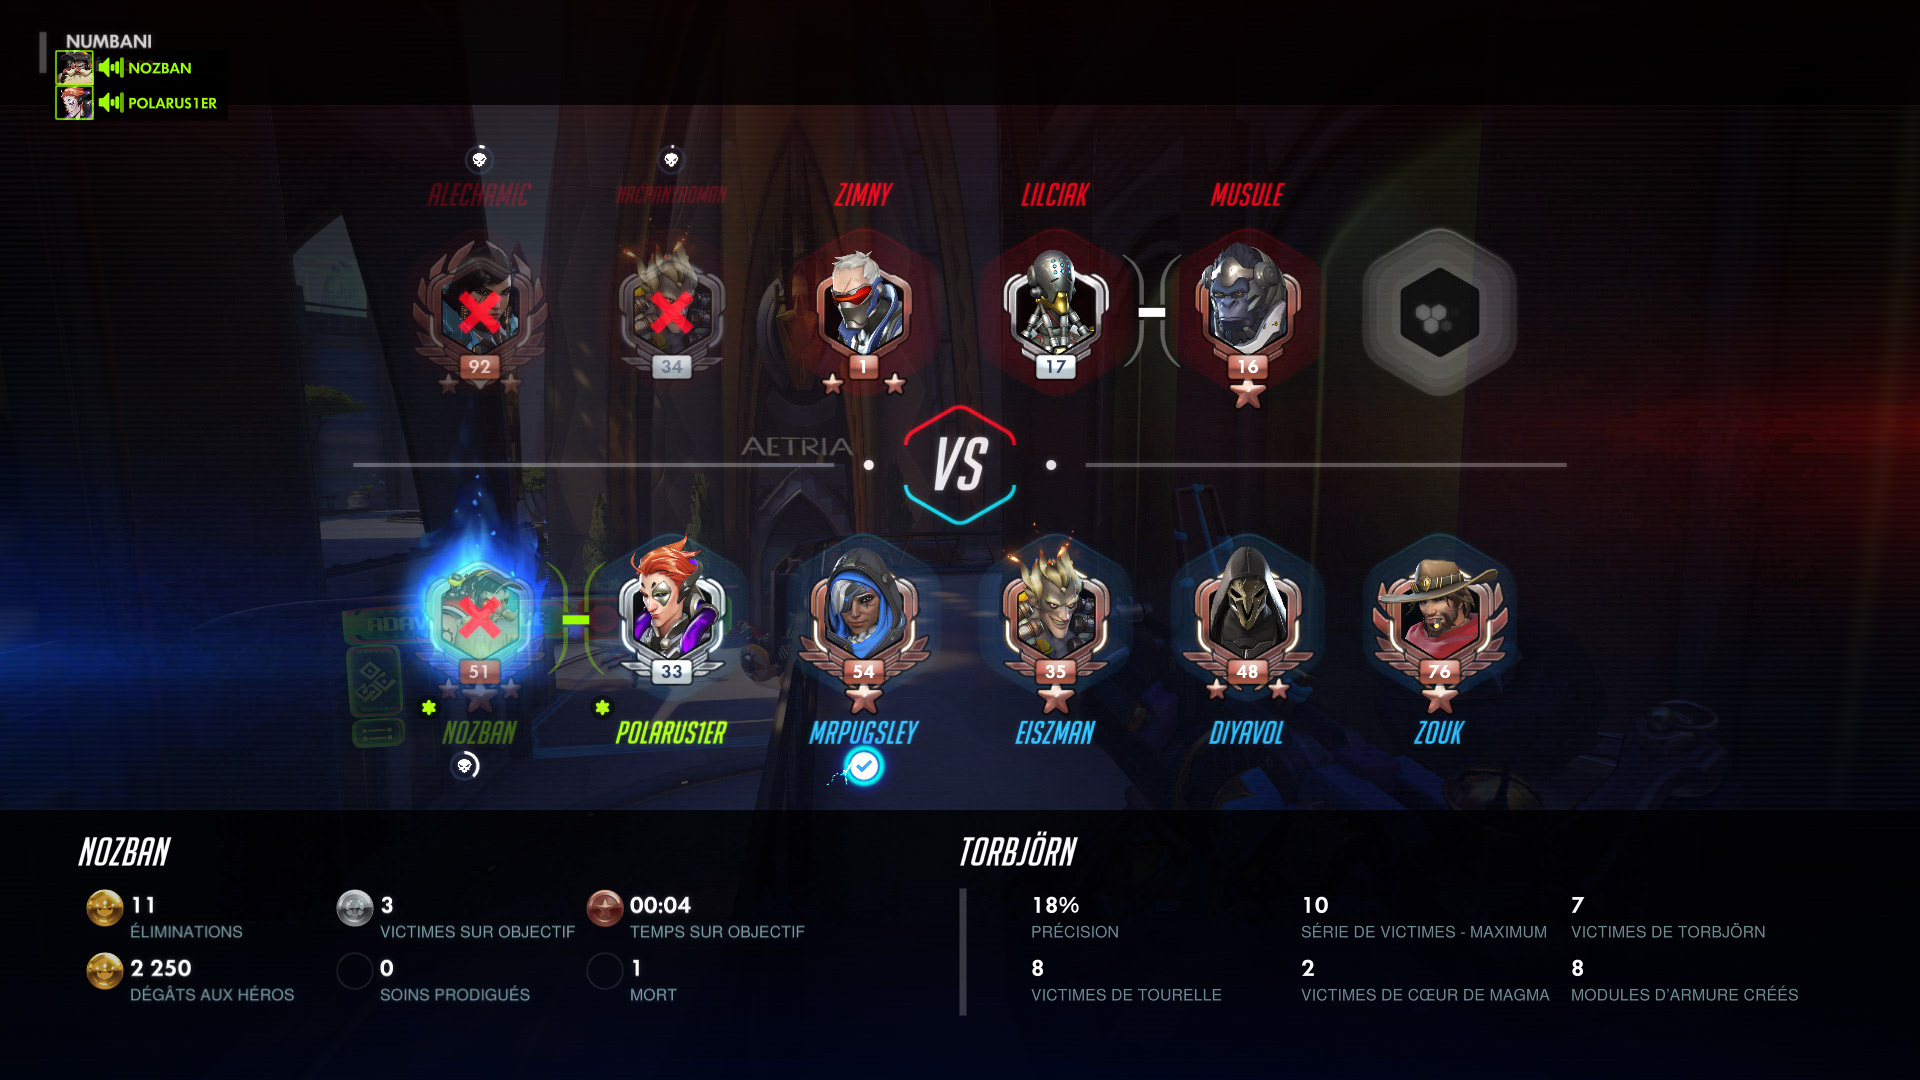 NUMBANI
NOZBAN
POLARUS1ER
ALECHAMIC
NACPANYROMAN
ZIMNY
LILCIAK
MUSULE
92
34
1
17
16
AETRIA
VS
51
33
54
35
48
76
NOZBAN
POLARUS1ER
MRPUGSLEY
EISZMAN
DIYAVOL
ZOUK
NOZBAN
11
ÉLIMINATIONS
3
VICTIMES SUR OBJECTIF
00:04
TEMPS SUR OBJECTIF
2 250
DÉGÂTS AUX HÉROS
0
SOINS PRODIGUÉS
1
MORT
TORBJÖRN
18%
PRÉCISION
10
SÉRIE DE VICTIMES - MAXIMUM
7
VICTIMES DE TORBJÖRN
8
VICTIMES DE TOURELLE
2
VICTIMES DE CŒUR DE MAGMA
8
MODULES D'ARMURE CRÉÉS